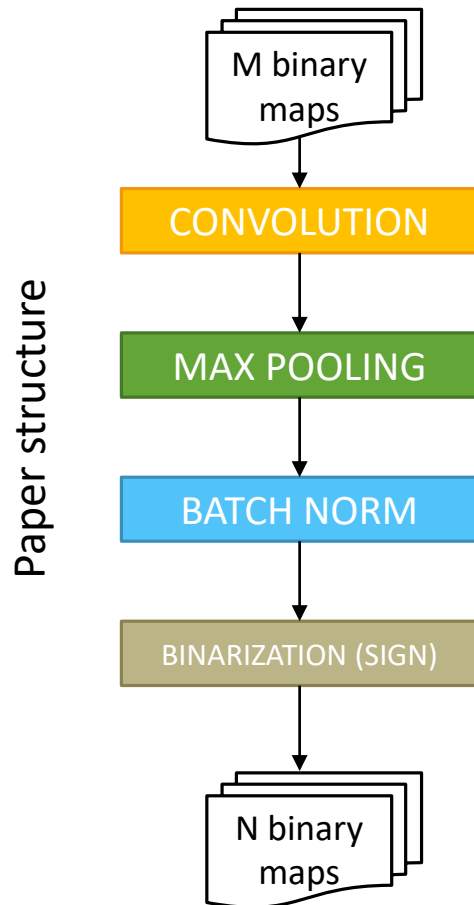 M binary
maps
CONVOLUTION
MAX POOLING
BATCH NORM
BINARIZATION (SIGN)
N binary
maps
Paper structure